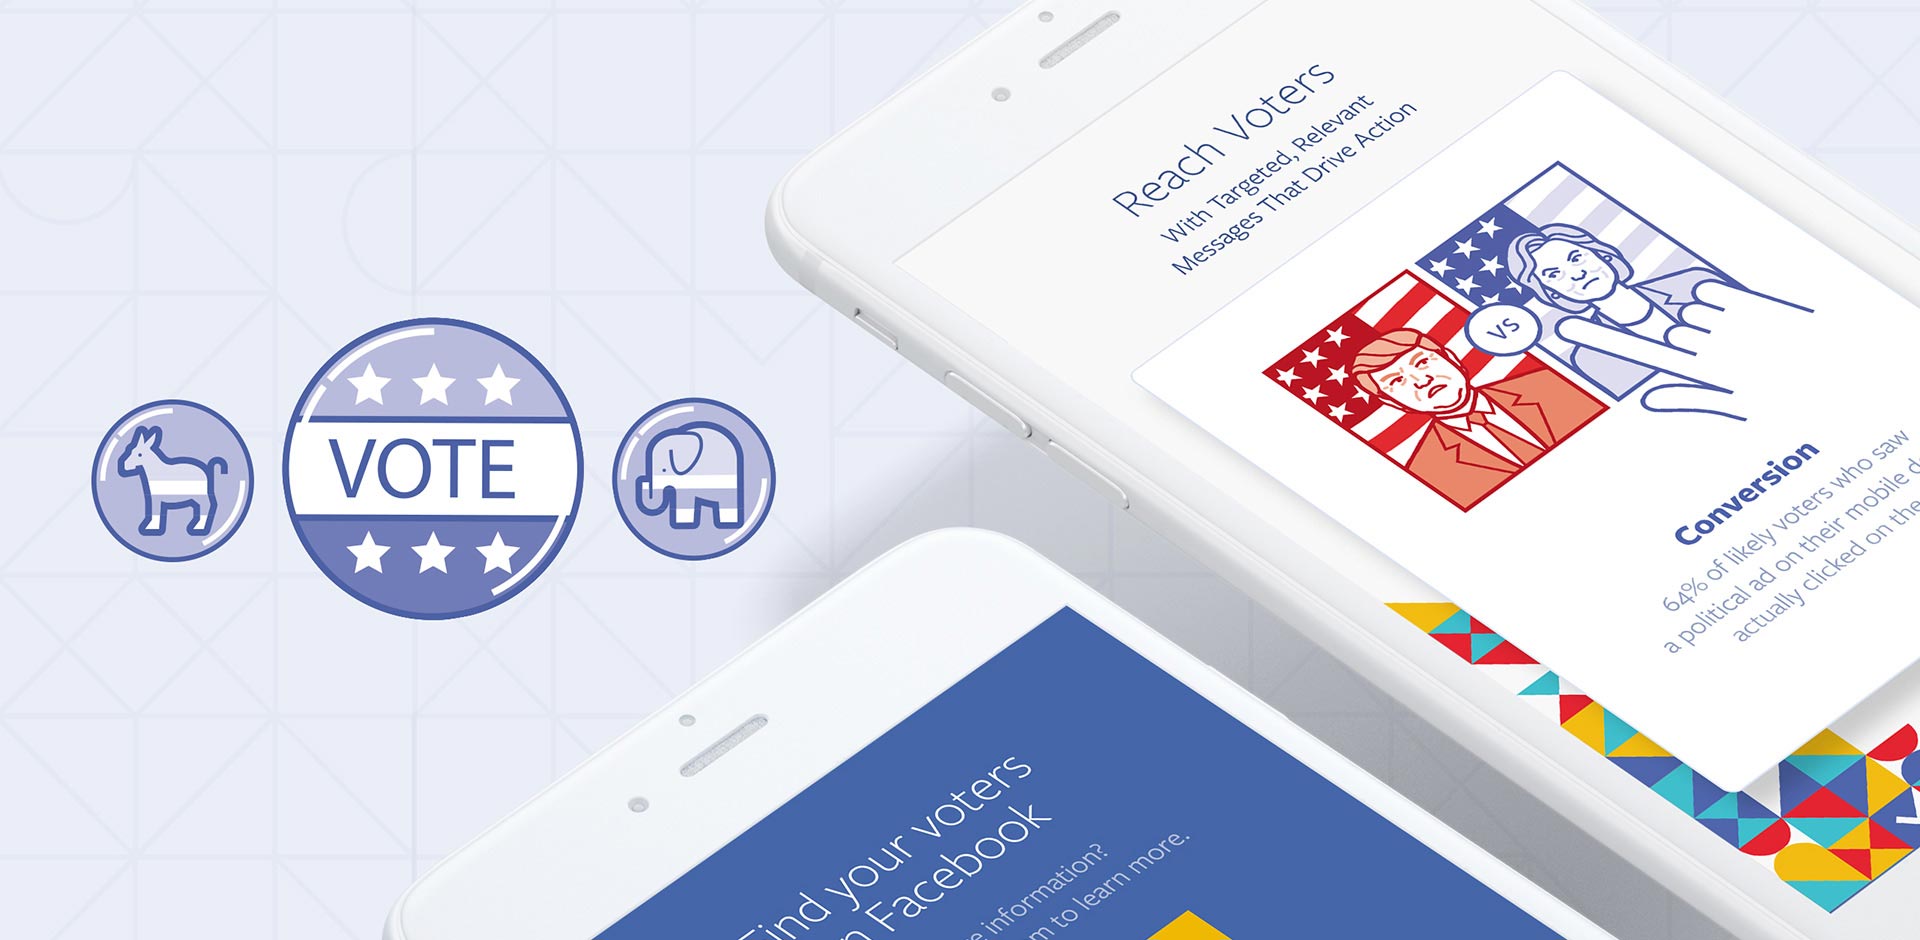 VOTE
Reach Voters
With Targeted, Relevant
Messages That Drive Action
VS
Conversion
64% of likely voters who saw
a political ad on their mobile
actually clicked on the
Find your voters
Facebook
information?
to learn more.